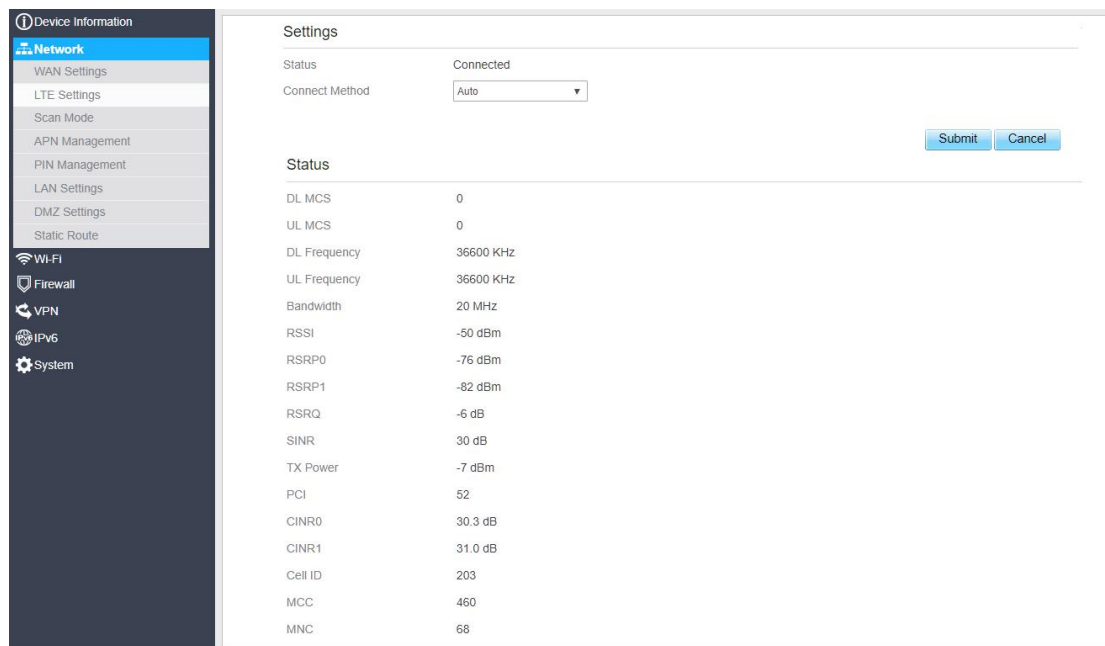 Device Information
Network
WAN Settings
LTE Settings
Scan Mode
APN Management
PIN Management
LAN Settings
DMZ Settings
Static Route
Wi-Fi
Firewall
VPN
IPv6 IPv6
System
Settings
Status Connected
Connect Method Auto
Submit Cancel
Status
DL MCS 0
UL MCS 0
DL Frequency 36600 KHz
UL Frequency 36600 KHz
Bandwidth 20 MHz
RSSI -50 dBm
RSRP0 -76 dBm
RSRP1 -82 dBm
RSRQ -6 dB
SINR 30 dB
TX Power -7 dBm
PCI 52
CINR0 30.3 dB
CINR1 31.0 dB
Cell ID 203
MCC 460
MNC 68